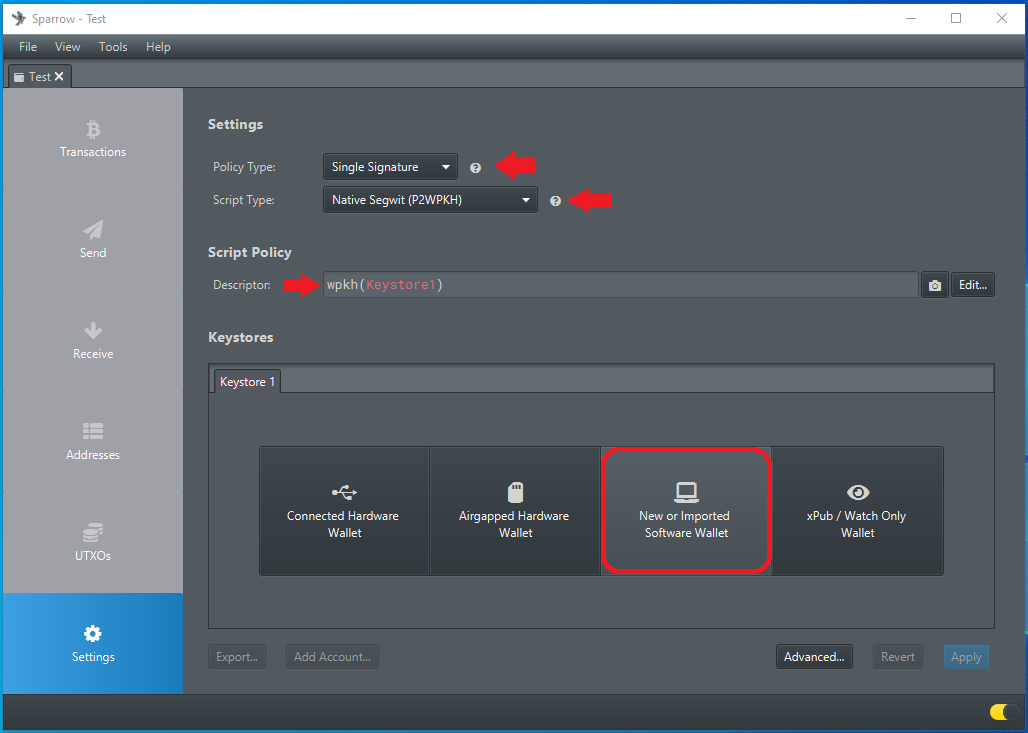 Sparrow - Test
File View Tools Help
Test
Transactions
Send
Receive
Addresses
UTXOs
Settings
Settings
Policy Type: Single Signature
Script Type: Native Segwit (P2WPKH)
Script Policy
Descriptor: wpkh(Keystore1) Edit...
Keystores
Keystore 1
Connected Hardware
Wallet
Airgapped Hardware
Wallet
New or Imported
Software Wallet
xPub / Watch Only
Wallet
Export... Add Account... Advanced... Revert Apply